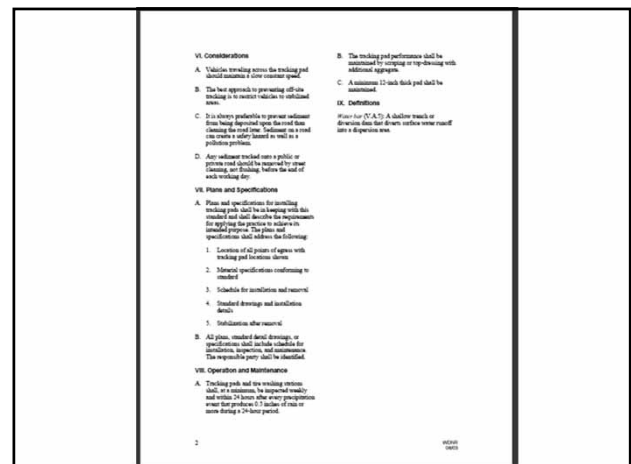 VI. Considerations
A. Vehicles traveling across the tracking pad
should maintain a slow constant speed.
B. The best approach to preventing off-site
tracking is to restrict vehicles to stabilized
areas.
C. It is always preferable to prevent sediment
from being deposited upon the road than
cleaning the road later. Sediment on a road
can create a safety hazard as well as a
pollution problem.
D. Any sediment tracked onto a public or
private road should be removed by street
cleaning, not flushing, before the end of
each working day.
VII. Plans and Specifications
A. Plans and specifications for installing
tracking pads shall be in keeping with this
standard and shall describe the requirements
for applying the practice to achieve its
intended purpose. The plans and
specifications shall address the following:
1. Location of all points of egress with
tracking pad locations shown
2. Material specifications conforming to
standard
3. Schedule for installation and removal
4. Standard drawings and installation
details
5. Stabilization after removal
B. All plans, standard detail drawings, or
specifications shall include schedule for
installation, inspection, and maintenance.
The responsible party shall be identified.
VIII. Operation and Maintenance
A. Tracking pads and tire washing stations
shall, at a minimum, be inspected weekly
and within 24 hours after every precipitation
event that produces 0.5 inches of rain or
more during a 24-hour period.
B. The tracking pad performance shall be
maintained by scraping or top-dressing with
additional aggregate.
C. A minimum 12-inch thick pad shall be
maintained.
IX. Definitions
Water bar (V.A.7): A shallow trench or
diversion dam that diverts surface water runoff
into a dispersion area.
2
WDNR